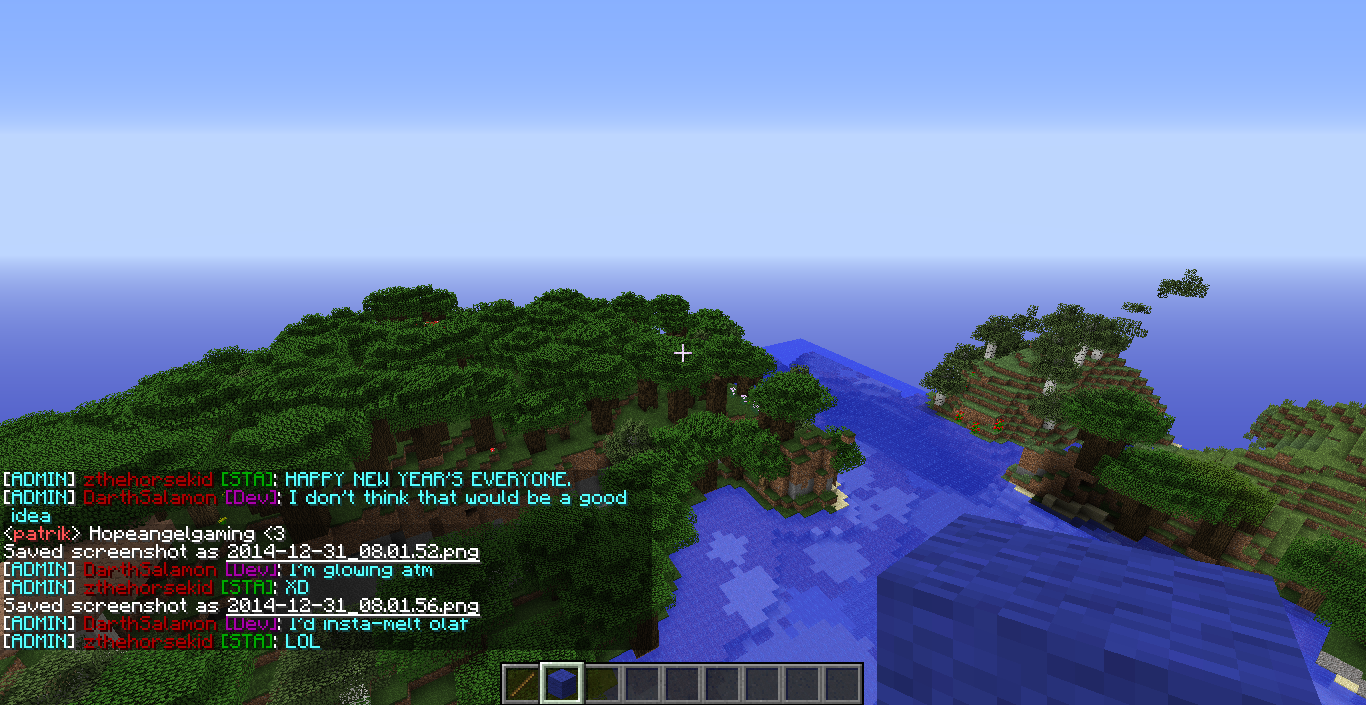 [ADMIN] zthehorsekid [STA]: HAPPY NEW YEAR'S EVERYONE.
[ADMIN] DarthSalamon [Dev]: I don't think that would be a good
idea
<patrik> Hopeangelgaming <3
Saved screenshot as 2014-12-31_08.01.52.png
[ADMIN] DarthSalamon [Dev]: I'm glowing atm
[ADMIN] zthehorsekid [STA]: XD
Saved screenshot as 2014-12-31_08.01.56.png
[ADMIN] DarthSalamon [Dev]: I'd insta-melt olaf
[ADMIN] zthehorsekid [STA]: LOL